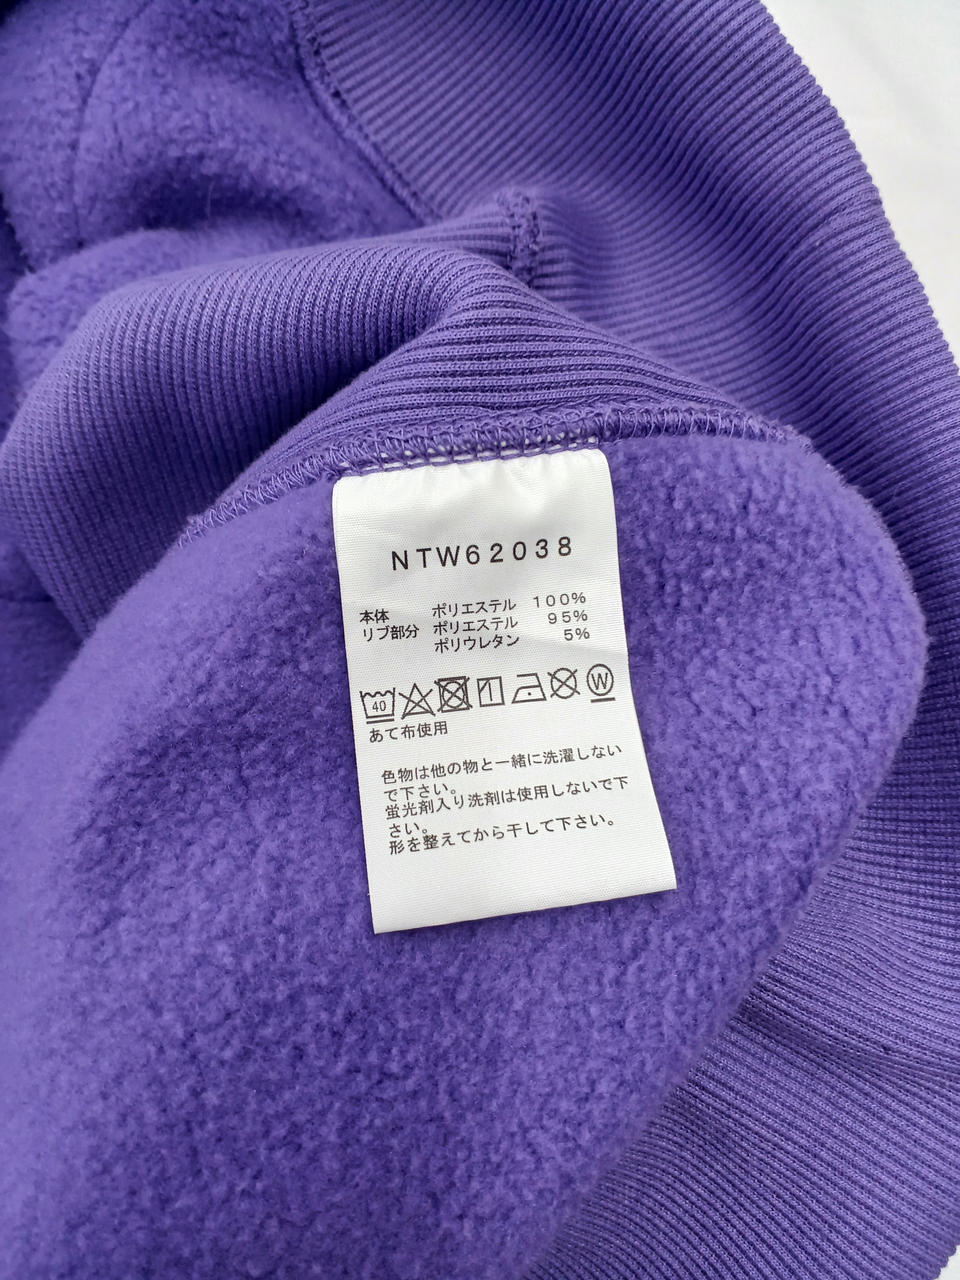 NTW62038
本体 ポリエステル 100%
リブ部分 ポリエステル 95%
ポリウレタン 5%
40 W
あて布使用
色物は他の物と一緒に洗濯しない
で下さい。
蛍光剤入り洗剤は使用しないで下
さい。
形を整えてから干して下さい。